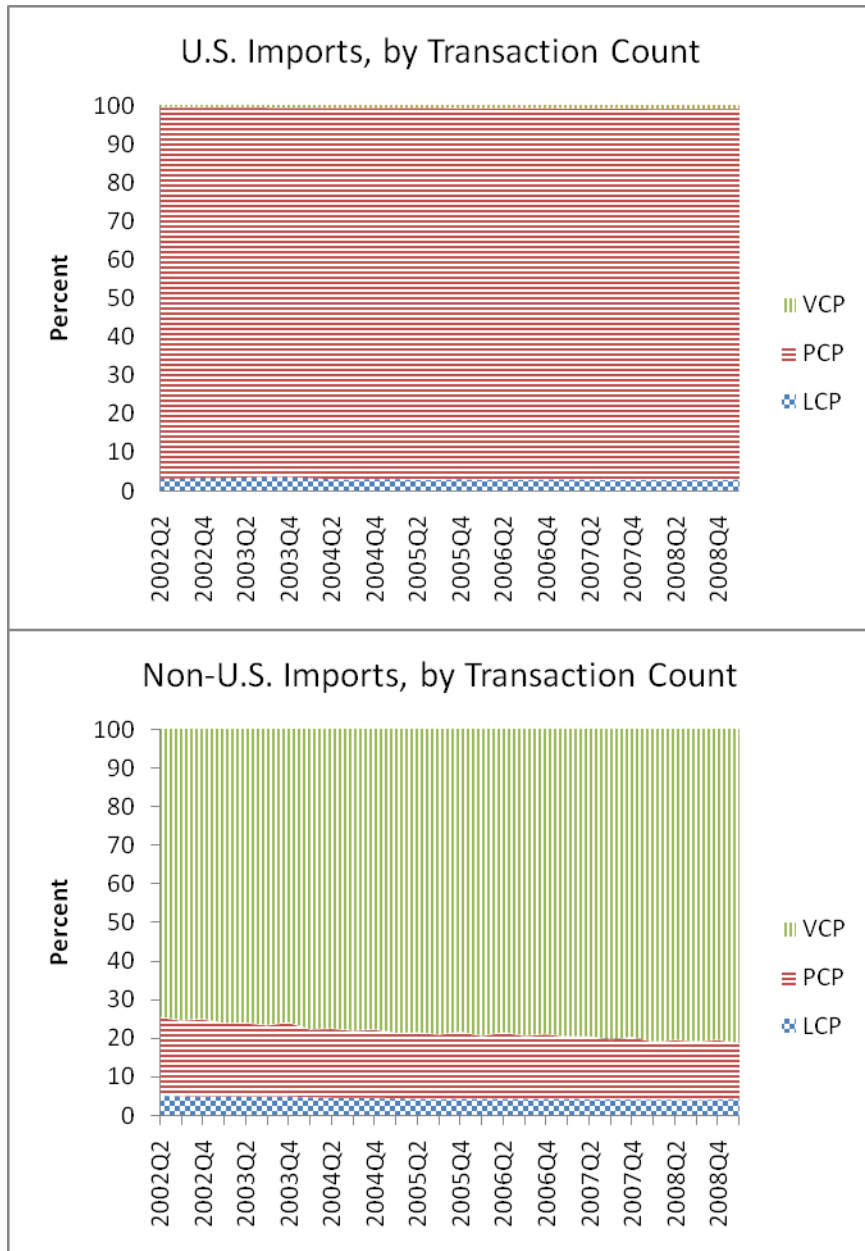 U.S. Imports, by Transaction Count
100
90
80
70
60
50
40
30
20
10
0
Percent
2002Q2
2002Q4
2003Q2
2003Q4
2004Q2
2004Q4
2005Q2
2005Q4
2006Q2
2006Q4
2007Q2
2007Q4
2008Q2
2008Q4
VCP
PCP
LCP
Non-U.S. Imports, by Transaction Count
100
90
80
70
60
50
40
30
20
10
0
Percent
2002Q2
2002Q4
2003Q2
2003Q4
2004Q2
2004Q4
2005Q2
2005Q4
2006Q2
2006Q4
2007Q2
2007Q4
2008Q2
2008Q4
VCP
PCP
LCP